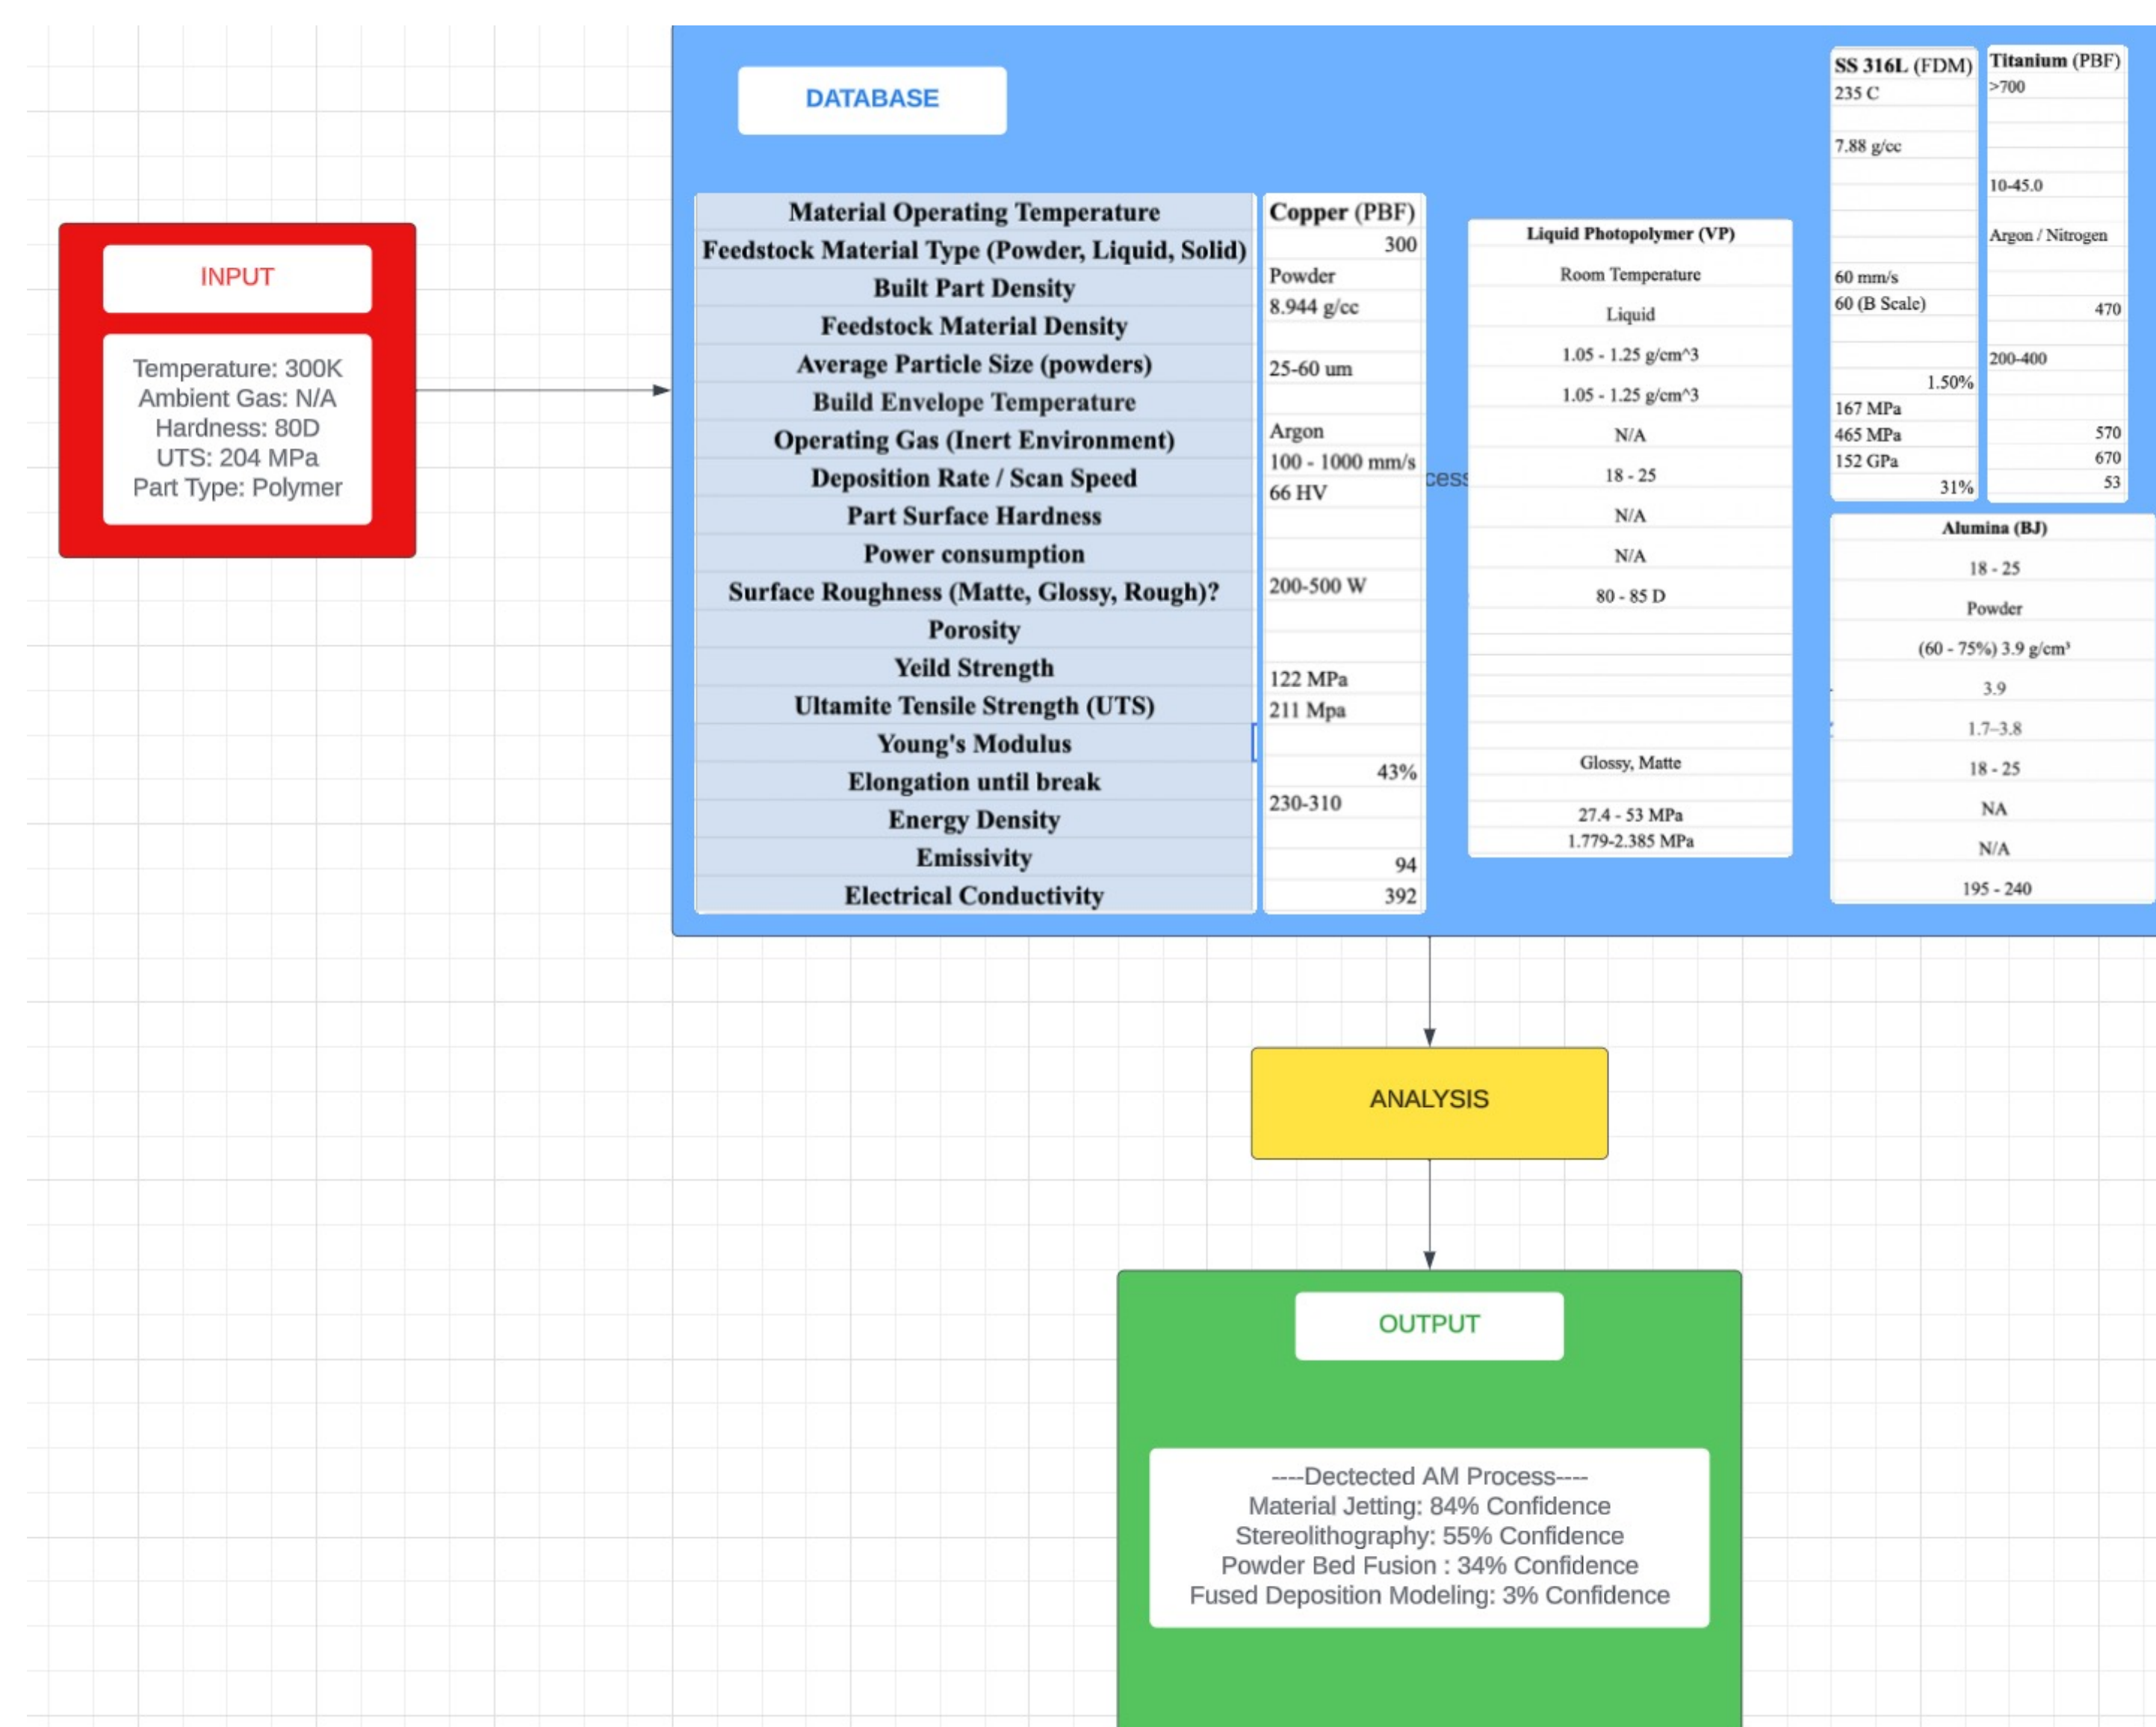 INPUT
Temperature: 300K
Ambient Gas: N/A
Hardness: 80D
UTS: 204 MPa
Part Type: Polymer
DATABASE
Material Operating Temperature
Feedstock Material Type (Powder, Liquid, Solid)
Built Part Density
Feedstock Material Density
Average Particle Size (powders)
Build Envelope Temperature
Operating Gas (Inert Environment)
Deposition Rate / Scan Speed
Part Surface Hardness
Power consumption
Surface Roughness (Matte, Glossy, Rough)?
Porosity
Yeild Strength
Ultamite Tensile Strength (UTS)
Young's Modulus
Elongation until break
Energy Density
Emissivity
Electrical Conductivity
Copper (PBF)
300
Powder
8.944 g/cc
25-60 um
Argon
100 - 1000 mm/s
66 HV
200-500 W
122 MPa
211 Mpa
43%
230-310
94
392
cess
Liquid Photopolymer (VP)
Room Temperature
Liquid
1.05 - 1.25 g/cm^3
1.05 - 1.25 g/cm^3
N/A
18 - 25
N/A
N/A
80 - 85 D
Glossy, Matte
27.4 - 53 MPa
1.779-2.385 MPa
SS 316L (FDM)
235 C
7.88 g/cc
60 mm/s
60 (B Scale)
1.50%
167 MPa
465 MPa
152 GPa
31%
Titanium (PBF)
>700
10-45.0
Argon / Nitrogen
470
200-400
570
670
53
Alumina (BJ)
18 - 25
Powder
(60 - 75%) 3.9 g/cm³
3.9
1.7–3.8
18 - 25
NA
N/A
195 - 240
ANALYSIS
OUTPUT
----Dectected AM Process----
Material Jetting: 84% Confidence
Stereolithography: 55% Confidence
Powder Bed Fusion : 34% Confidence
Fused Deposition Modeling: 3% Confidence